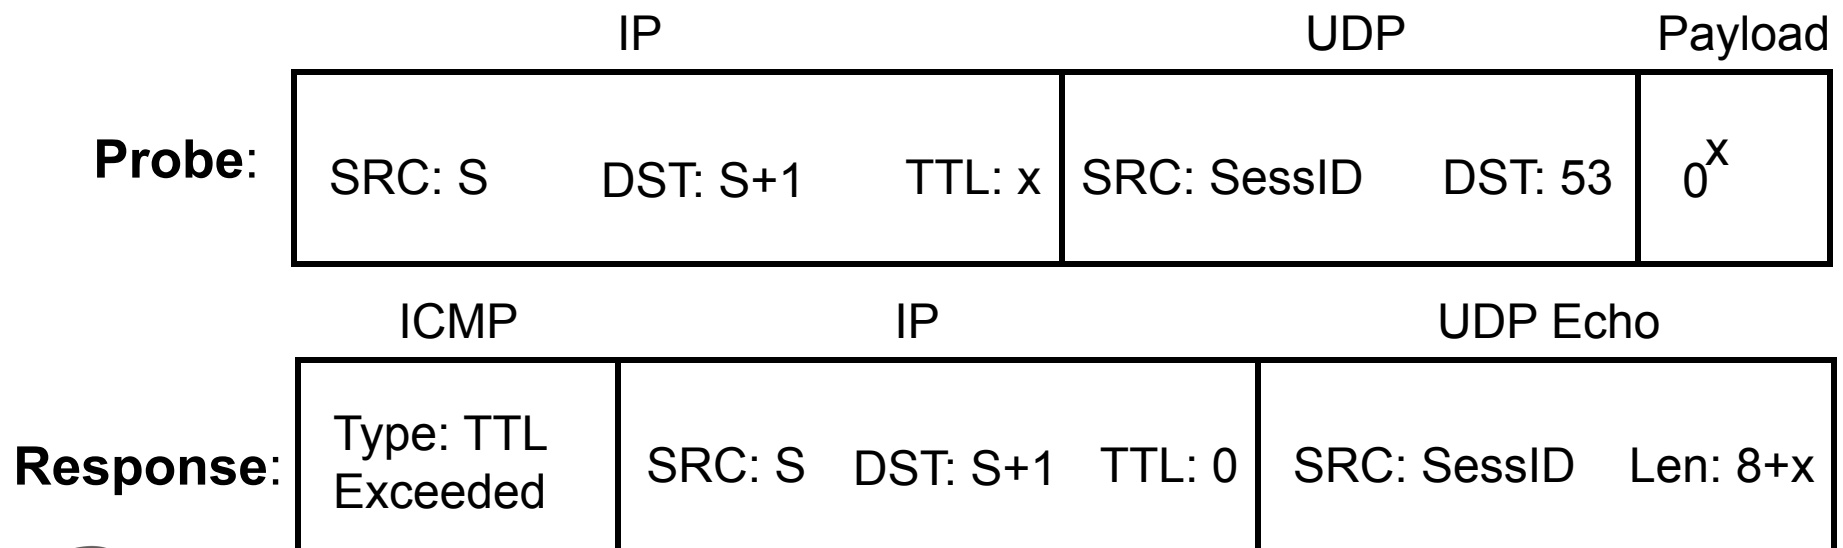 IP UDP Payload
Probe: SRC: S DST: S+1 TTL: x SRC: SessID DST: 53 0^x
ICMP IP UDP Echo
Response: Type: TTL Exceeded SRC: S DST: S+1 TTL: 0 SRC: SessID Len: 8+x